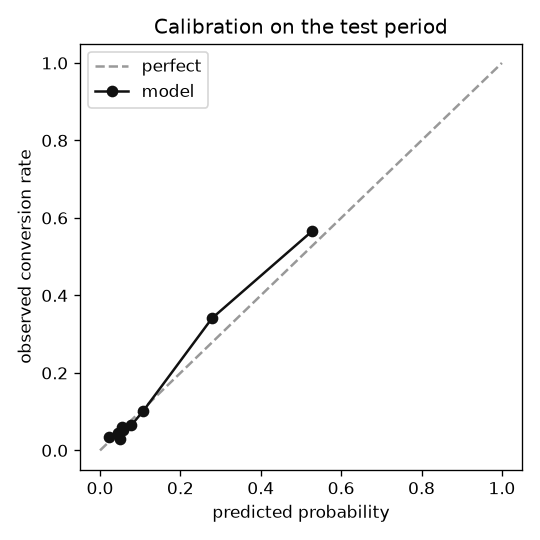 Calibration on the test period
perfect
model
1.0
0.8
0.6
0.4
0.2
0.0
observed conversion rate
0.0 0.2 0.4 0.6 0.8 1.0
predicted probability